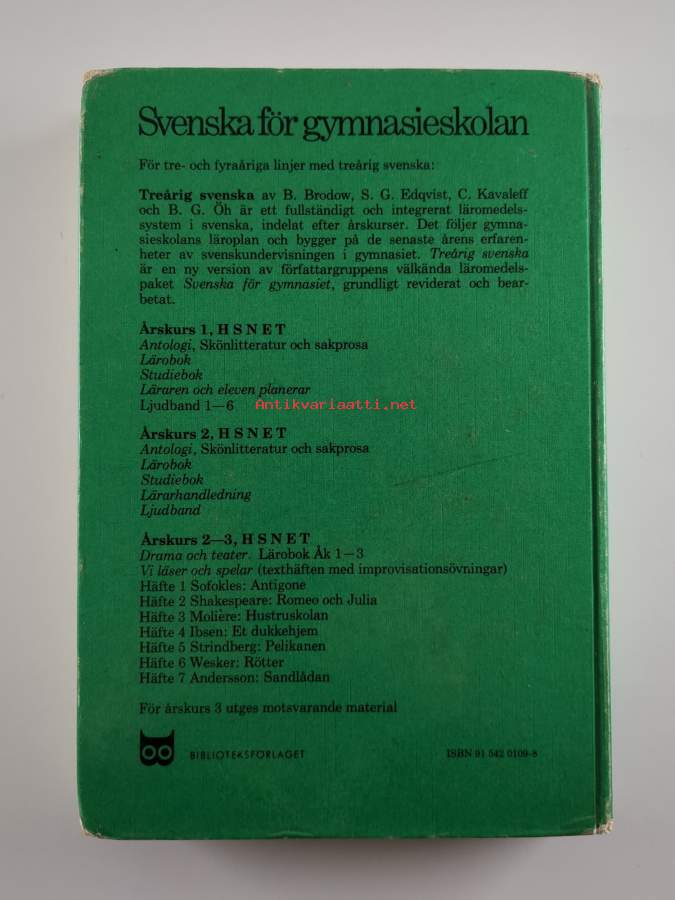 Svenska för gymnasieskolan
För tre- och fyraåriga linjer med treårig svenska:
Treårig svenska av B. Brodow, S. G. Edqvist, C. Kavaleff
och B. G. Öh är ett fullständigt och integrerat läromedels-
system i svenska, indelat efter årskurser. Det följer gymna-
sieskolans läroplan och bygger på de senaste årens erfaren-
heter av svenskundervisningen i gymnasiet. Treårig svenska
är en ny version av författargruppens välkända läromedels-
paket Svenska för gymnasiet, grundligt reviderat och bear-
betat.
Årskurs 1, H S N E T
Antologi, Skönlitteratur och sakprosa
Lärobok
Studiebok
Läraren och eleven planerar
Ljudband 1—6
Antikvariaatti.net
Årskurs 2, H S N E T
Antologi, Skönlitteratur och sakprosa
Lärobok
Studiebok
Lärarhandledning
Ljudband
Årskurs 2—3, H S N E T
Drama och teater. Lärobok Åk 1—3
Vi läser och spelar (texthäften med improvisationsövningar)
Häfte 1 Sofokles: Antigone
Häfte 2 Shakespeare: Romeo och Julia
Häfte 3 Molière: Hustruskolan
Häfte 4 Ibsen: Et dukkehjem
Häfte 5 Strindberg: Pelikanen
Häfte 6 Wesker: Rötter
Häfte 7 Andersson: Sandlådan
För årskurs 3 utges motsvarande material
BIBLIOTEKSFÖRLAGET
ISBN 91 542 0109-8